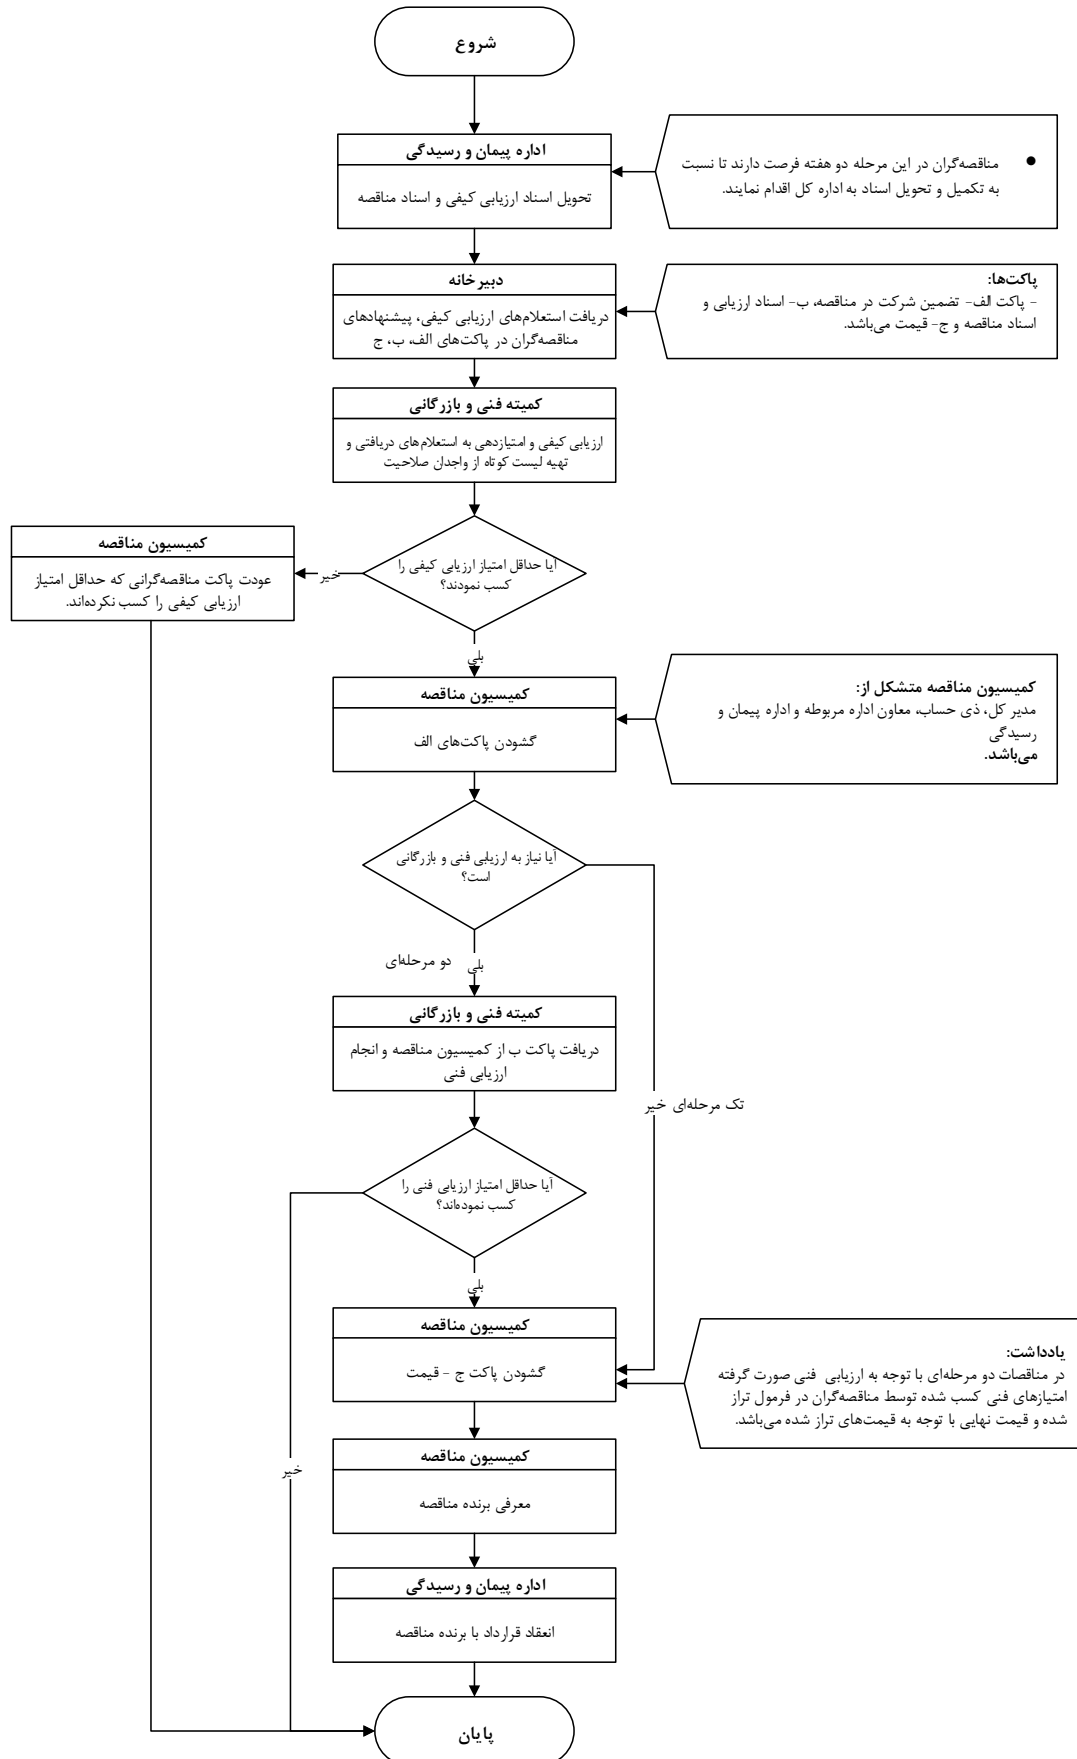 شروع
اداره پیمان و رسیدگی
تحویل اسناد ارزیابی کیفی و اسناد مناقصه
● مناقصه‌گران در این مرحله دو هفته فرصت دارند تا نسبت
به تکمیل و تحویل اسناد به اداره کل اقدام نمایند.
دبیرخانه
دریافت استعلام‌های ارزیابی کیفی، پیشنهادهای
مناقصه‌گران در پاکت‌های الف، ب، ج
پاکت‌ها:
- پاکت الف- تضمین شرکت در مناقصه، ب- اسناد ارزیابی و
اسناد مناقصه و ج- قیمت می‌باشد.
کمیته فنی و بازرگانی
ارزیابی کیفی و امتیازدهی به استعلام‌های دریافتی و
تهیه لیست کوتاه از واجدان صلاحیت
آیا حداقل امتیاز ارزیابی کیفی را
کسب نمودند؟
خیر
کمیسیون مناقصه
عودت پاکت مناقصه‌گرانی که حداقل امتیاز
ارزیابی کیفی را کسب نکرده‌اند.
بلی
کمیسیون مناقصه
گشودن پاکت‌های الف
کمیسیون مناقصه متشکل از:
مدیر کل، ذی حساب، معاون اداره مربوطه و اداره پیمان و
رسیدگی
می‌باشد.
آیا نیاز به ارزیابی فنی و بازرگانی
است؟
بلی دو مرحله‌ای
کمیته فنی و بازرگانی
دریافت پاکت ب از کمیسیون مناقصه و انجام
ارزیابی فنی
تک مرحله‌ای خیر
آیا حداقل امتیاز ارزیابی فنی را
کسب نموده‌اند؟
بلی
کمیسیون مناقصه
گشودن پاکت ج - قیمت
یادداشت:
در مناقصات دو مرحله‌ای با توجه به ارزیابی فنی صورت گرفته
امتیازهای فنی کسب شده توسط مناقصه‌گران در فرمول تراز
شده و قیمت نهایی با توجه به قیمت‌های تراز شده می‌باشد.
خیر
کمیسیون مناقصه
معرفی برنده مناقصه
اداره پیمان و رسیدگی
انعقاد قرارداد با برنده مناقصه
پایان